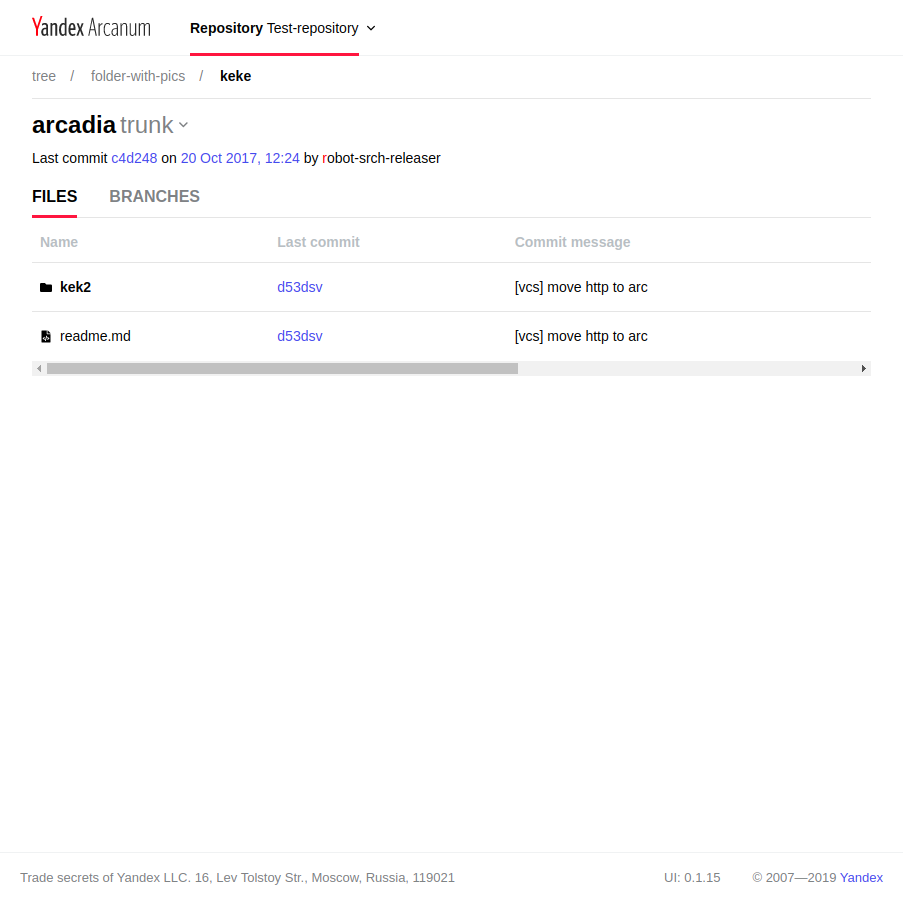 Yandex Arcanum Repository Test-repository
tree / folder-with-pics / keke
arcadia trunk
Last commit c4d248 on 20 Oct 2017, 12:24 by robot-srch-releaser
FILES BRANCHES
Name Last commit Commit message
kek2 d53dsv [vcs] move http to arc
readme.md d53dsv [vcs] move http to arc
Trade secrets of Yandex LLC. 16, Lev Tolstoy Str., Moscow, Russia, 119021 UI: 0.1.15 © 2007—2019 Yandex